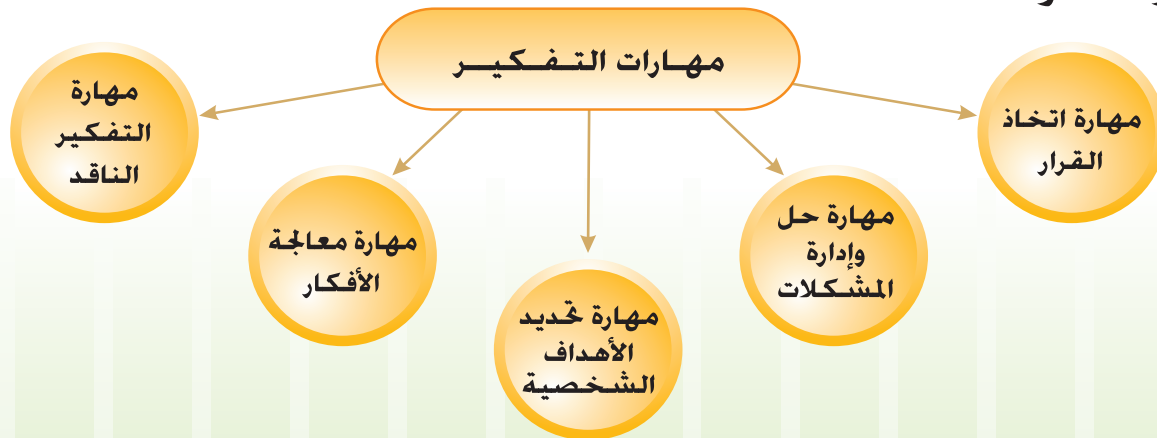 مهارات التفكير
مهارة اتخاذ
القرار
مهارة حل
وإدارة
المشكلات
مهارة تحديد
الأهداف
الشخصية
مهارة معالجة
الأفكار
مهارة
التفكير
الناقد